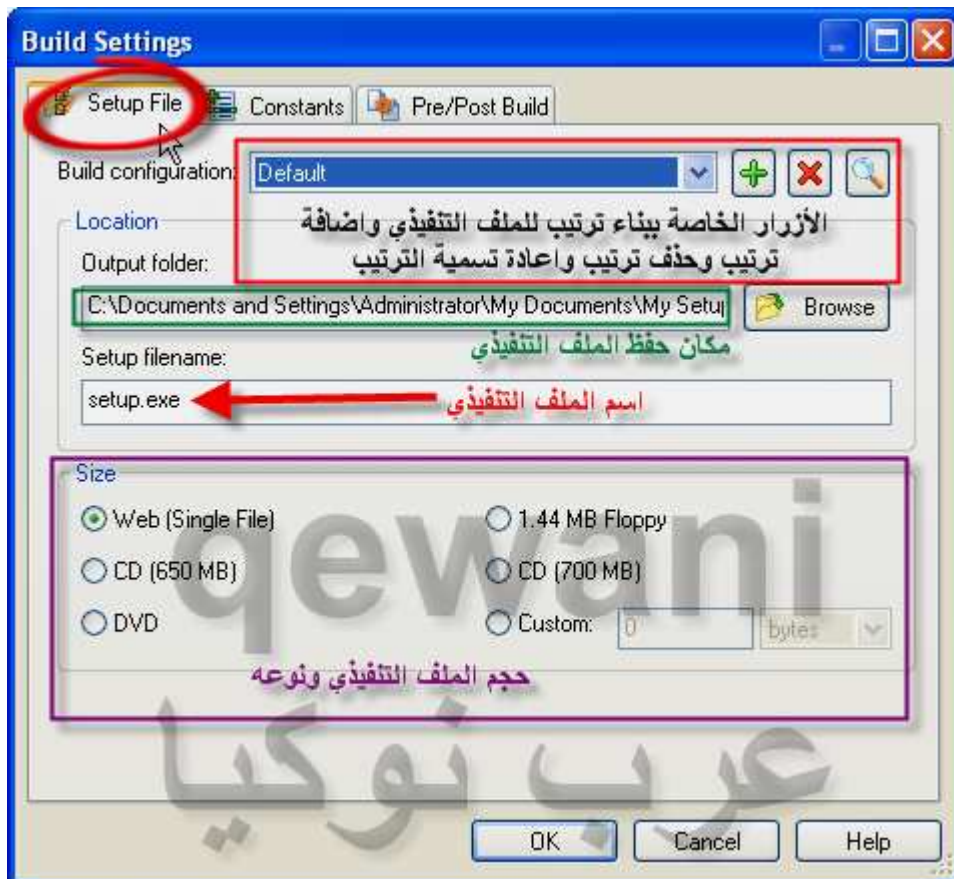 Build Settings
Setup File Constants Pre/Post Build
Build configuration: Default
Location
الأزرار الخاصة ببناء ترتيب للملف التنفيذي واضافة
ترتيب وحذف ترتيب واعادة تسمية الترتيب
Output folder:
C:\Documents and Settings\Administrator\My Documents\My Setup Browse
مكان حفظ الملف التنفيذي
Setup filename:
setup.exe اسم الملف التنفيذي
Size
Web (Single File) 1.44 MB Floppy
CD (650 MB) CD (700 MB)
DVD Custom: 0 bytes
qewani
حجم الملف التنفيذي ونوعه
عرب نوكيا
OK Cancel Help